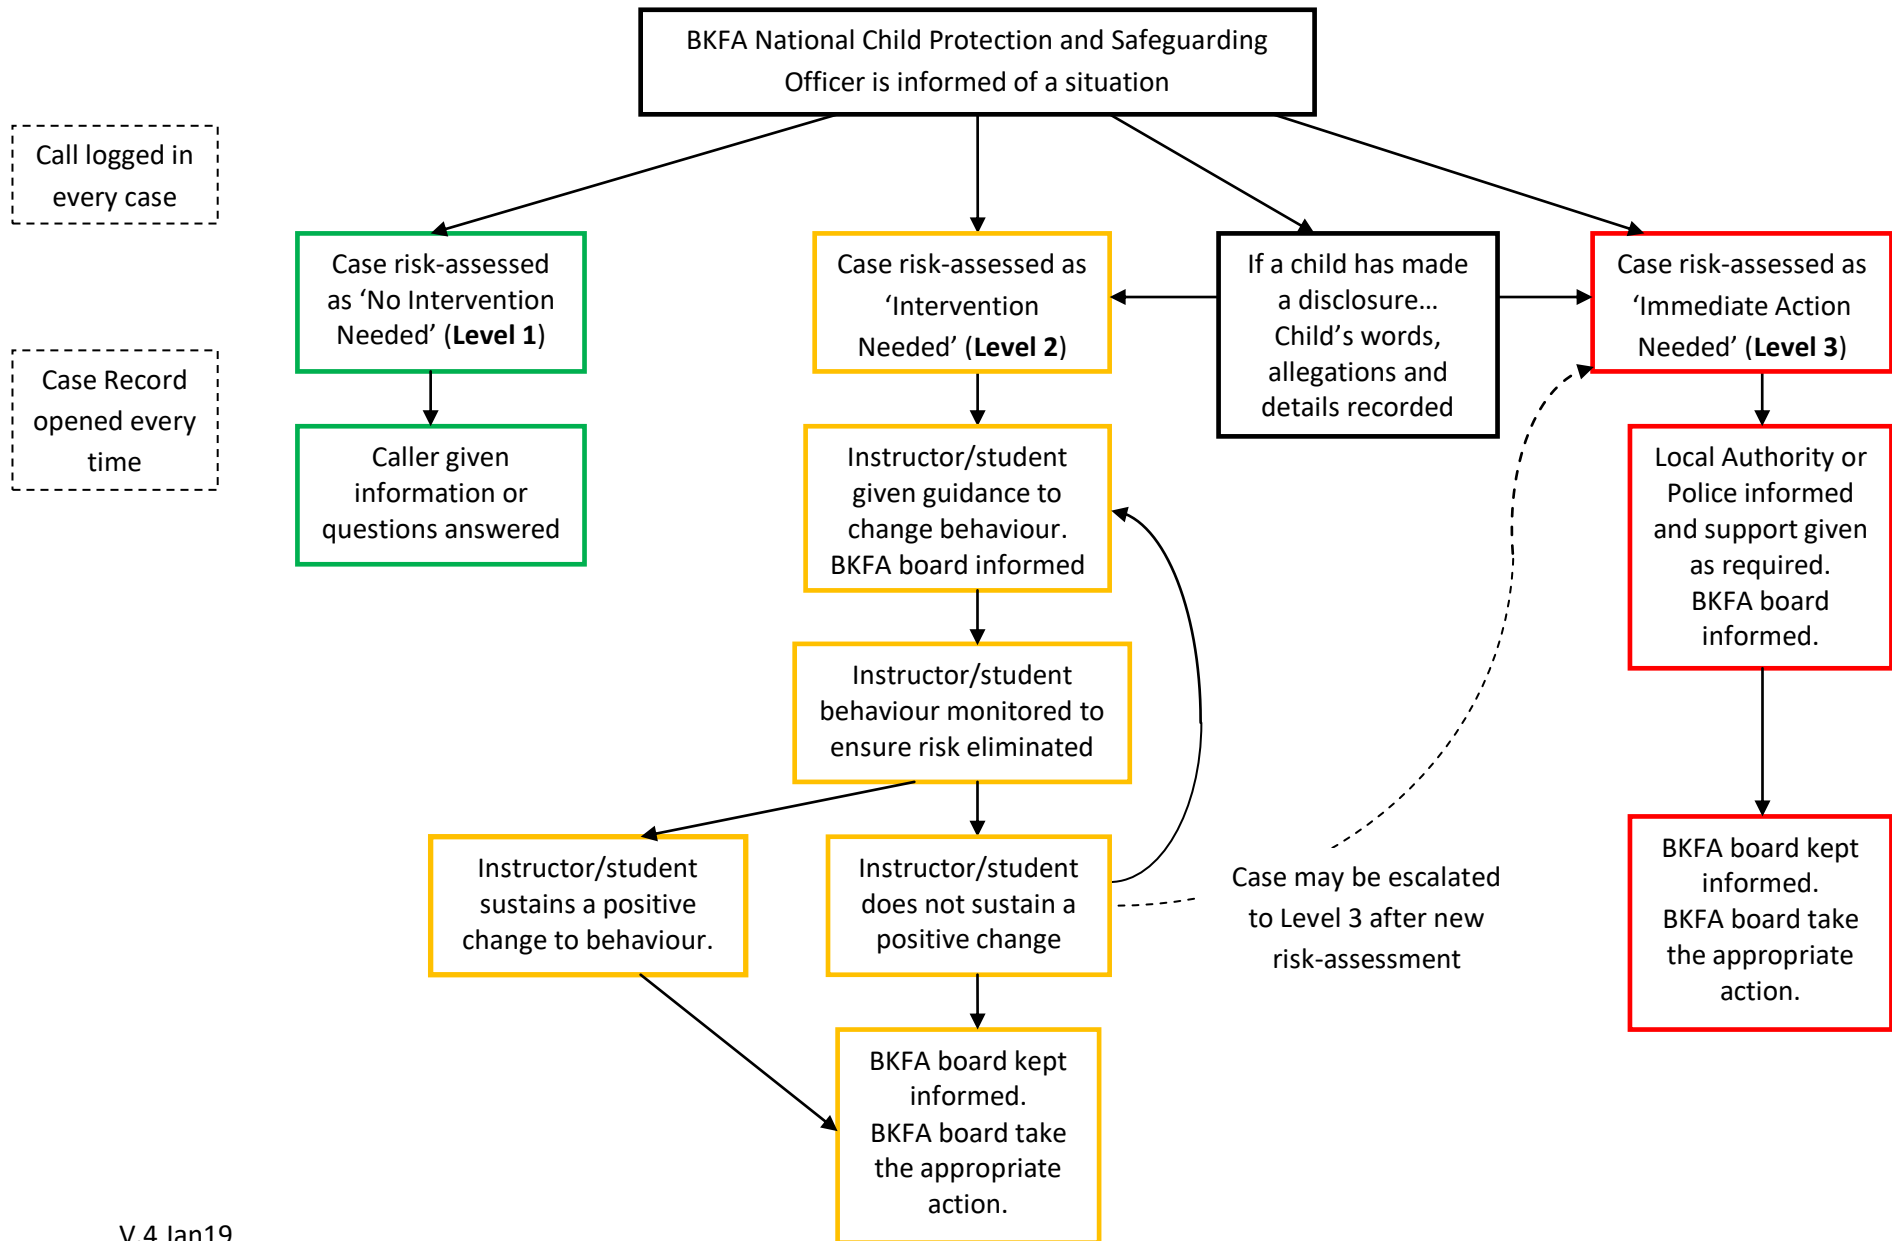 BKFA National Child Protection and Safeguarding
Officer is informed of a situation
Call logged in
every case
Case risk-assessed
as ‘No Intervention
Needed’ (Level 1)
Case risk-assessed as
‘Intervention
Needed’ (Level 2)
If a child has made
a disclosure…
Child’s words,
allegations and
details recorded
Case risk-assessed as
‘Immediate Action
Needed’ (Level 3)
Case Record
opened every
time
Caller given
information or
questions answered
Instructor/student
given guidance to
change behaviour.
BKFA board informed
Local Authority or
Police informed
and support given
as required.
BKFA board
informed.
Instructor/student
behaviour monitored to
ensure risk eliminated
Instructor/student
sustains a positive
change to behaviour.
Instructor/student
does not sustain a
positive change
Case may be escalated
to Level 3 after new
risk-assessment
BKFA board kept
informed.
BKFA board take
the appropriate
action.
BKFA board kept
informed.
BKFA board take
the appropriate
action.
V.4 Jan19